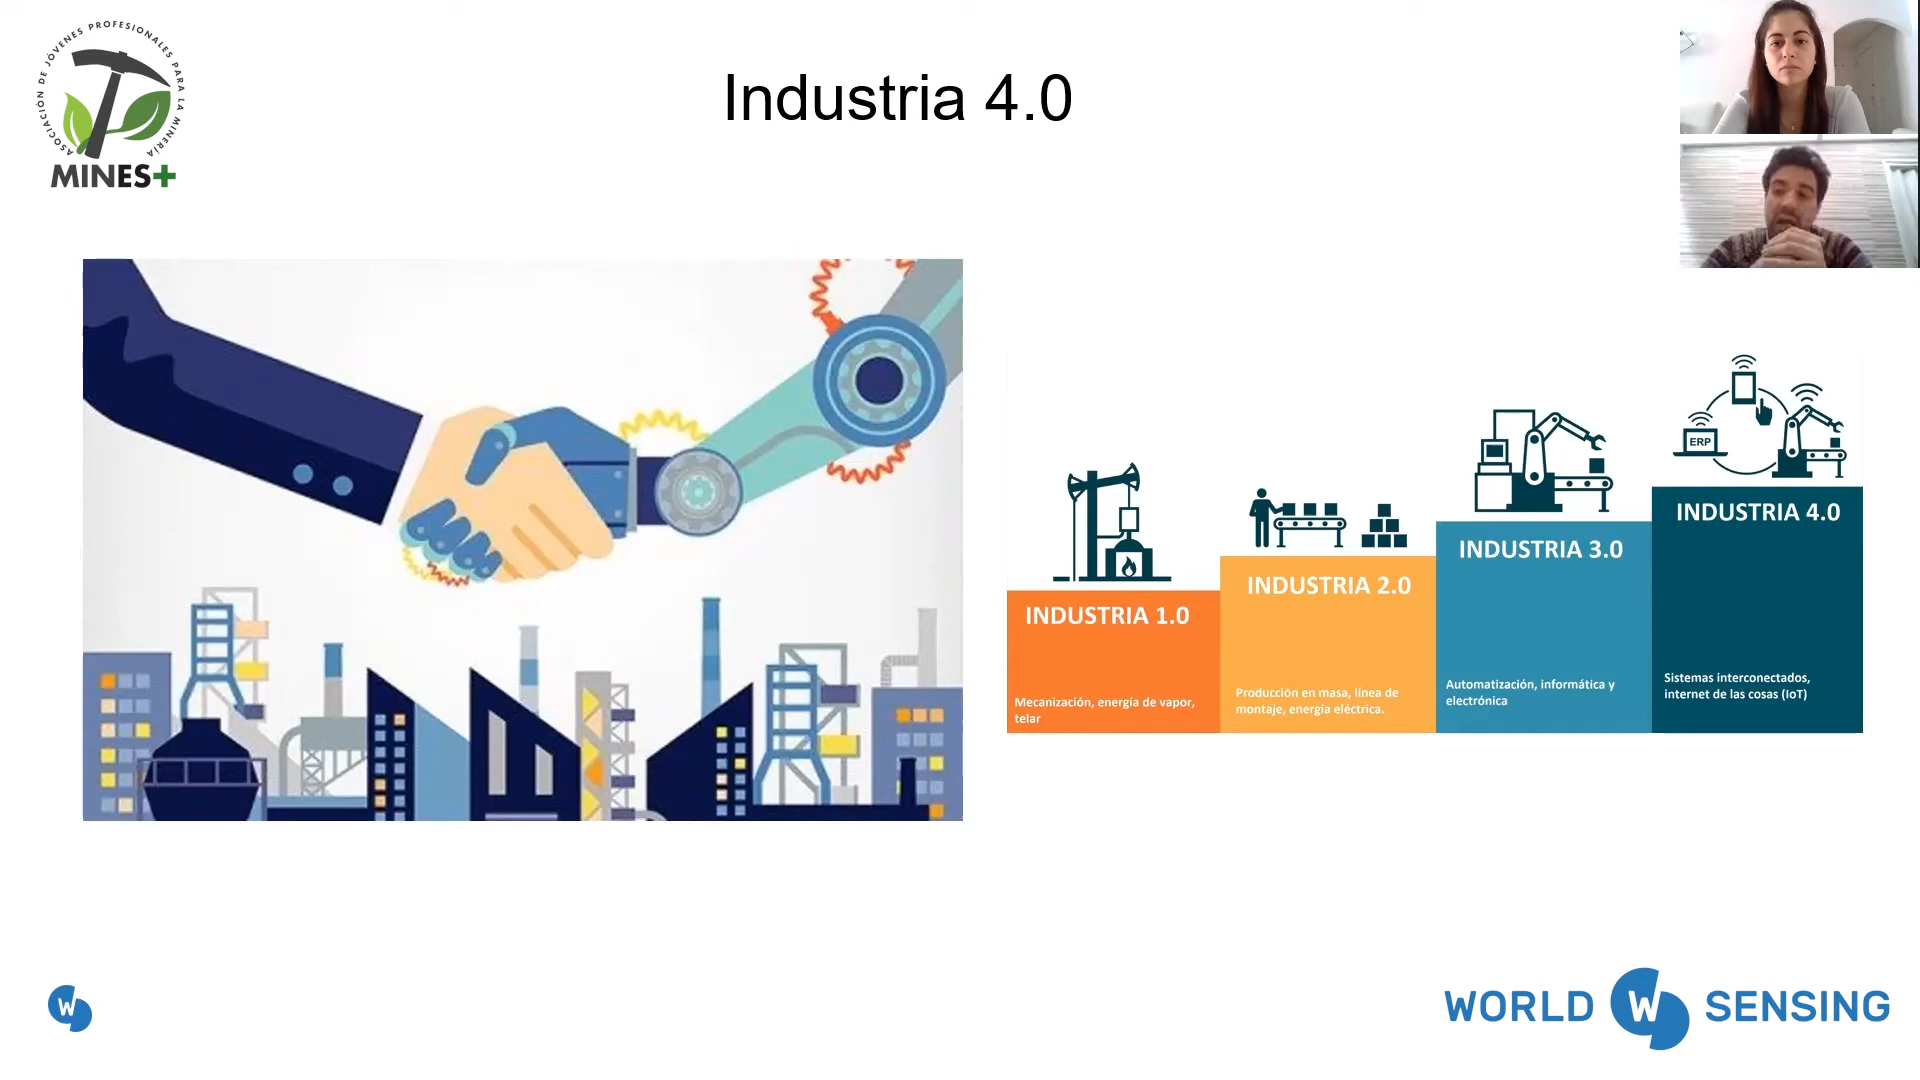 ASOCIACIÓN DE JÓVENES PROFESIONALES PARA LA MINERÍA
MINES+
Industria 4.0
ERP
INDUSTRIA 1.0
Mecanización, energía de vapor,
telar
INDUSTRIA 2.0
Producción en masa, línea de
montaje, energía eléctrica.
INDUSTRIA 3.0
Automatización, informática y
electrónica
INDUSTRIA 4.0
Sistemas interconectados,
internet de las cosas (IoT)
W
WORLD W SENSING